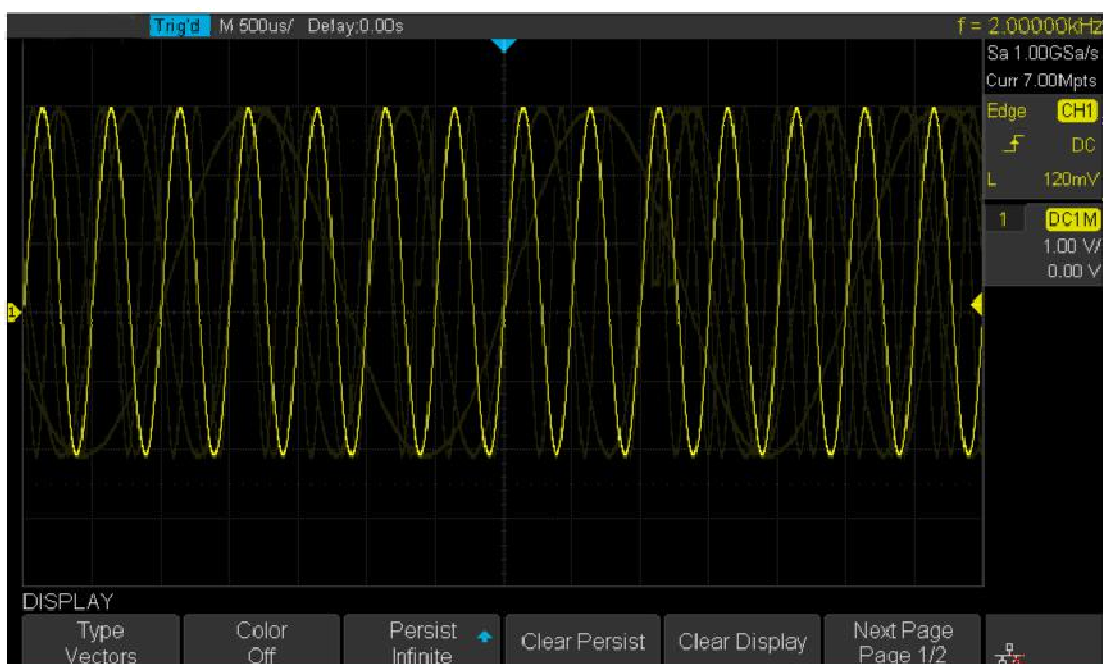 Trig'd M 500us/ Delay:0.00s f = 2.00000kHz
Sa 1.00GSa/s
Curr 7.00Mpts
Edge CH1
DC
L 120mV
1 DC1M
1.00 V/
0.00 V
1
DISPLAY
Type Color Persist Clear Persist Clear Display Next Page
Vectors Off Infinite Page 1/2